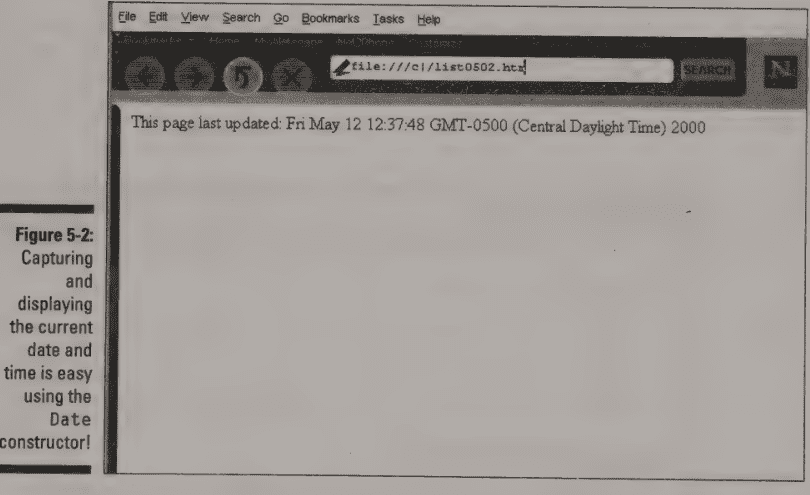 File Edit View Search Go Bookmarks Tasks Help
Bookmarks Home
file:///c|/list0502.htm
SEARCH
N
This page last updated: Fri May 12 12:37:48 GMT-0500 (Central Daylight Time) 2000
Figure 5-2:
Capturing
and
displaying
the current
date and
time is easy
using the
Date
constructor!